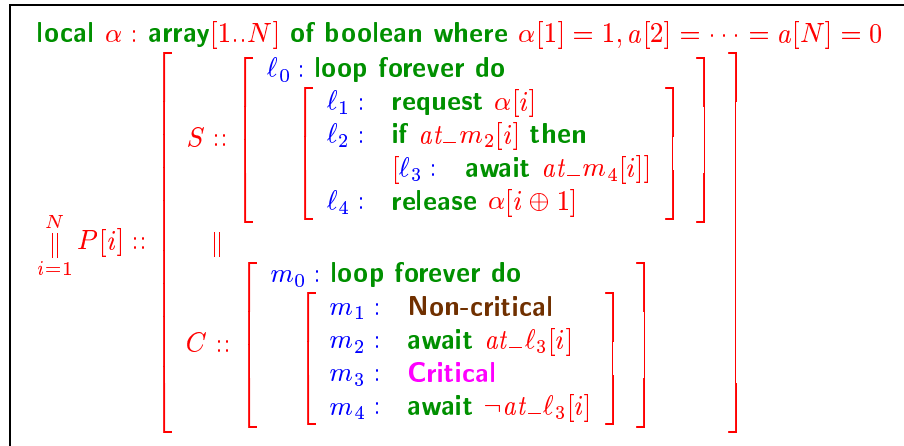 local α : array[1..N] of boolean where α[1] = 1, a[2] = ··· = a[N] = 0
ℓ0 : loop forever do
ℓ1 : request α[i]
S :: ℓ2 : if at_m2[i] then
[ℓ3 : await at_m4[i]]
ℓ4 : release α[i ⊕ 1]
N
∥ P[i] :: ∥
i=1
m0 : loop forever do
m1 : Non-critical
m2 : await at_ℓ3[i]
C :: m3 : Critical
m4 : await ¬at_ℓ3[i]